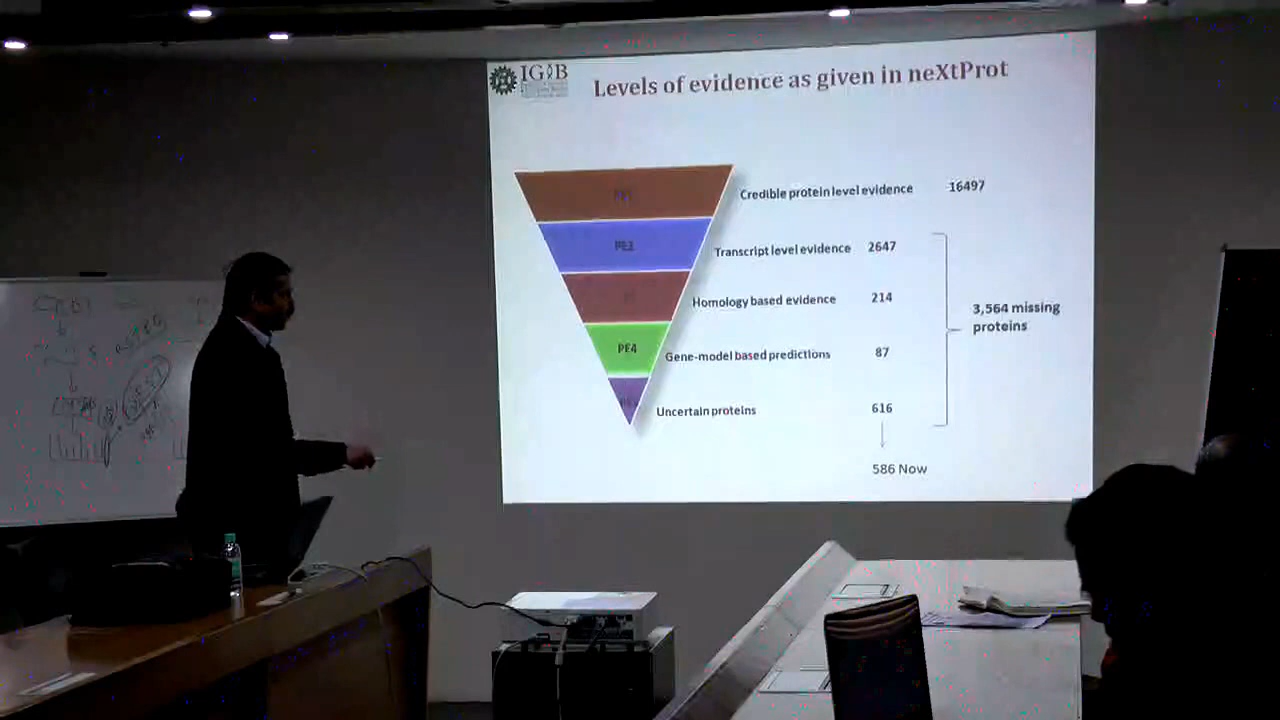 IGIB
Levels of evidence as given in neXtProt
PE1
Credible protein level evidence 16497
PE2
Transcript level evidence 2647
Homology based evidence 214
3,564 missing
proteins
PE4
Gene-model based predictions 87
Uncertain proteins 616
586 Now